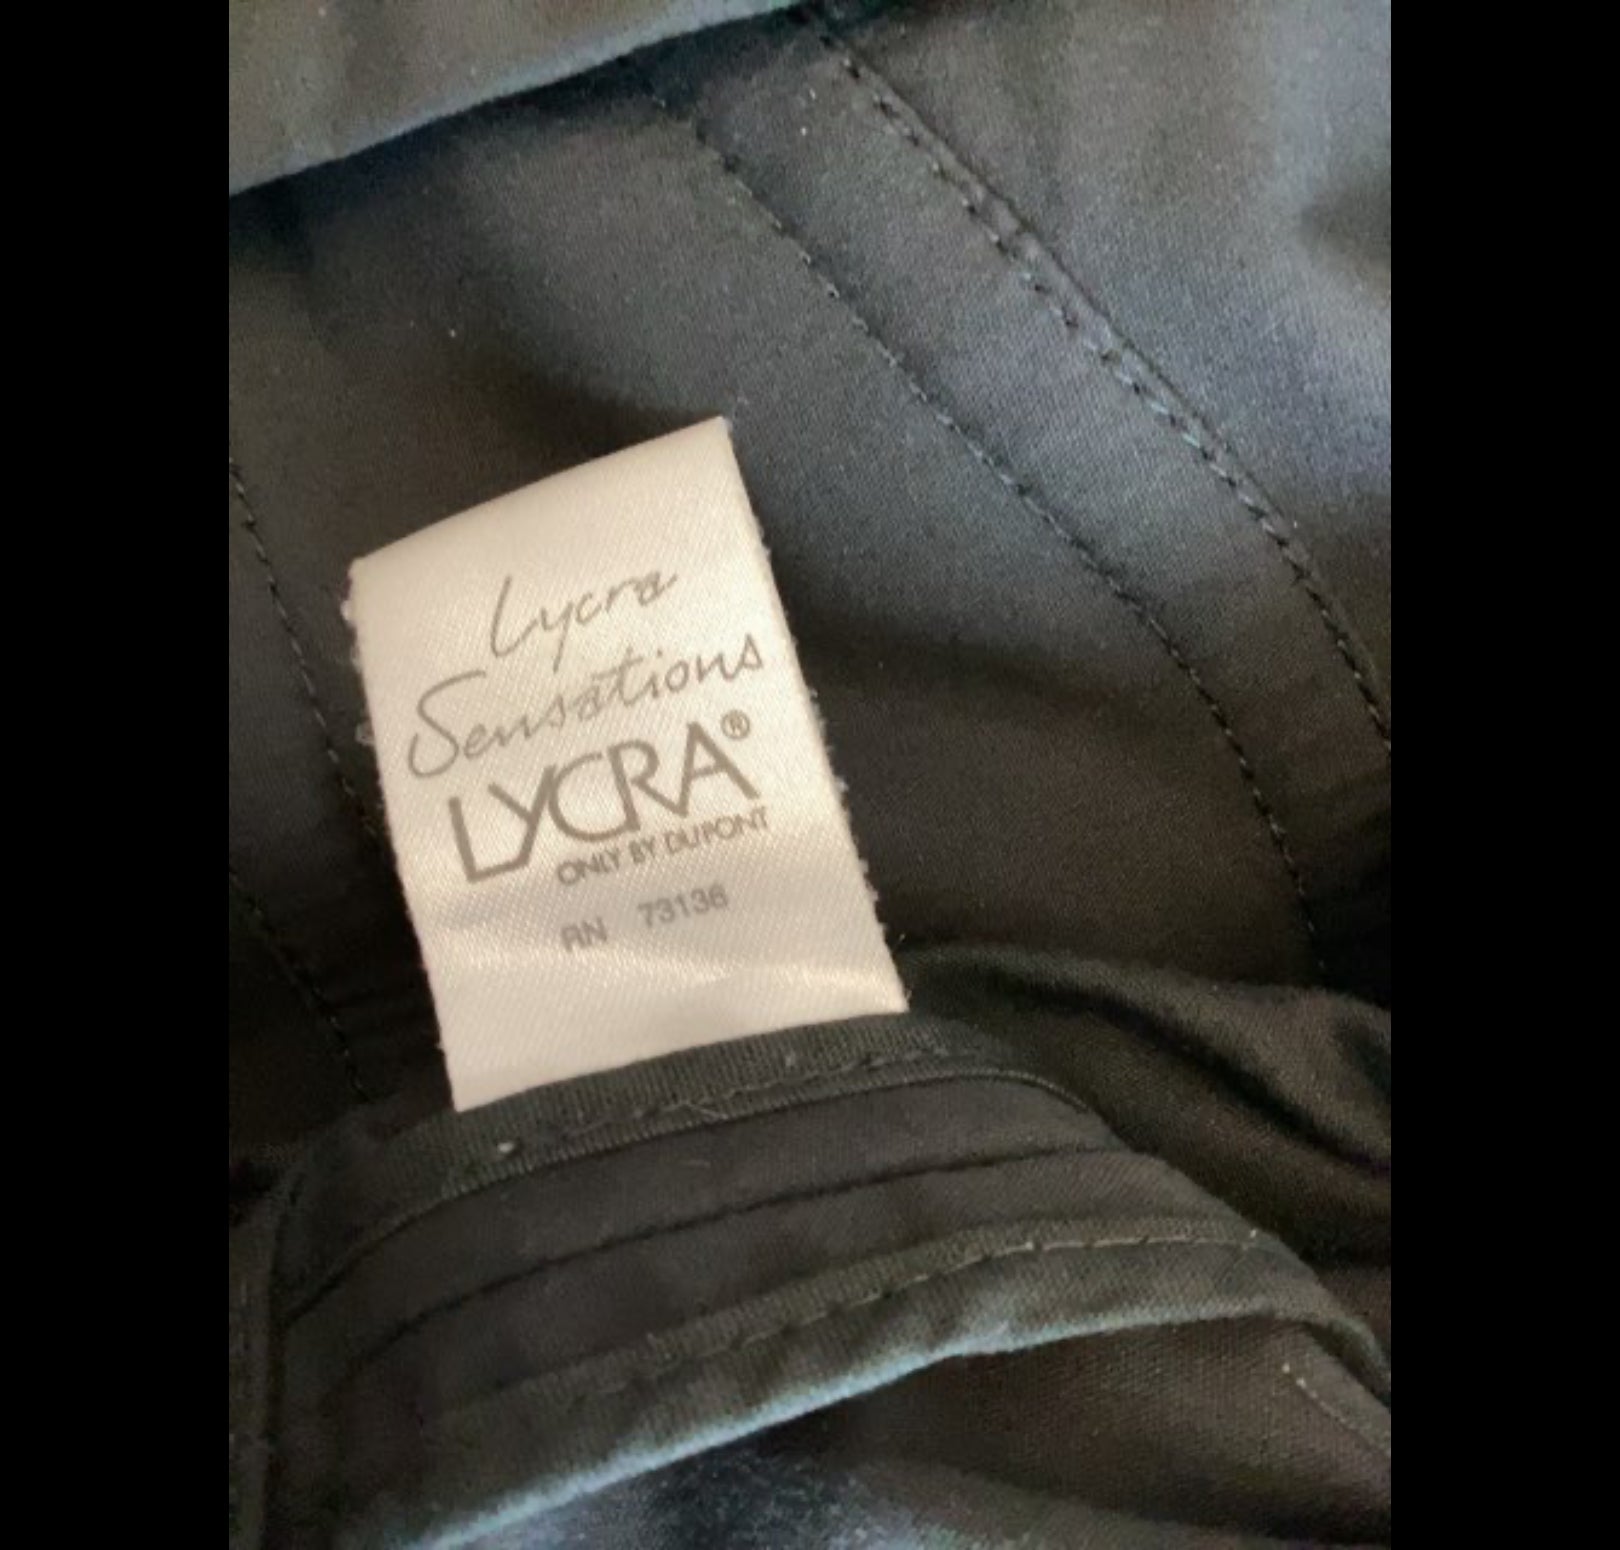 Lycra
Sensations
LYCRA®
ONLY BY DUPONT
RN 73136